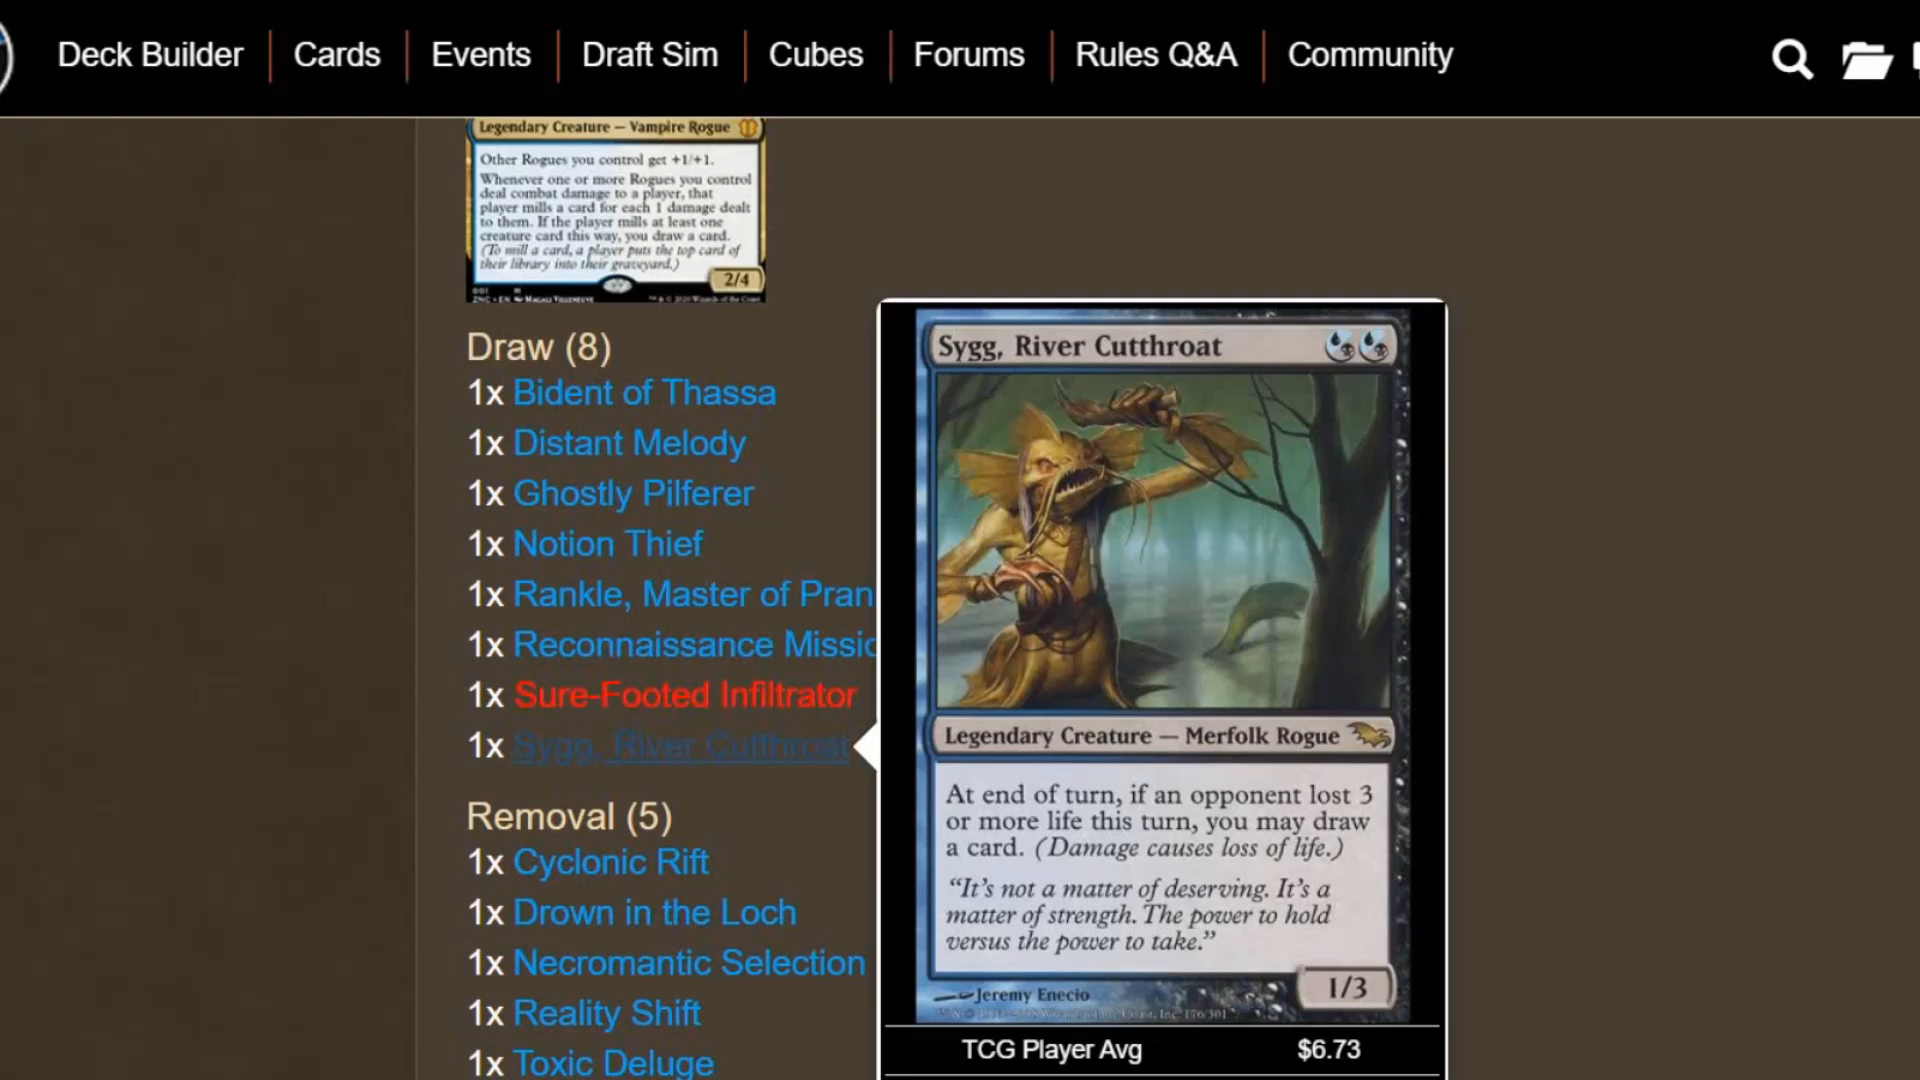 Deck Builder
Cards
Events
Draft Sim
Cubes
Forums
Rules Q&A
Community
Legendary Creature — Vampire Rogue
Other Rogues you control get +1/+1.
Whenever one or more Rogues you control
deal combat damage to a player, that
player mills a card for each 1 damage dealt
to them. If the player mills at least one
creature card this way, you draw a card.
(To mill a card, a player puts the top card of
their library into their graveyard.)
2/4
Draw (8)
1x Bident of Thassa
1x Distant Melody
1x Ghostly Pilferer
1x Notion Thief
1x Rankle, Master of Pran
1x Reconnaissance Missio
1x Sure-Footed Infiltrator
1x Sygg, River Cutthroat
Removal (5)
1x Cyclonic Rift
1x Drown in the Loch
1x Necromantic Selection
1x Reality Shift
1x Toxic Deluge
Sygg, River Cutthroat
Legendary Creature — Merfolk Rogue
At end of turn, if an opponent lost 3
or more life this turn, you may draw
a card. (Damage causes loss of life.)
“It’s not a matter of deserving. It’s a
matter of strength. The power to hold
versus the power to take.”
1/3
Jeremy Enecio
TCG Player Avg $6.73